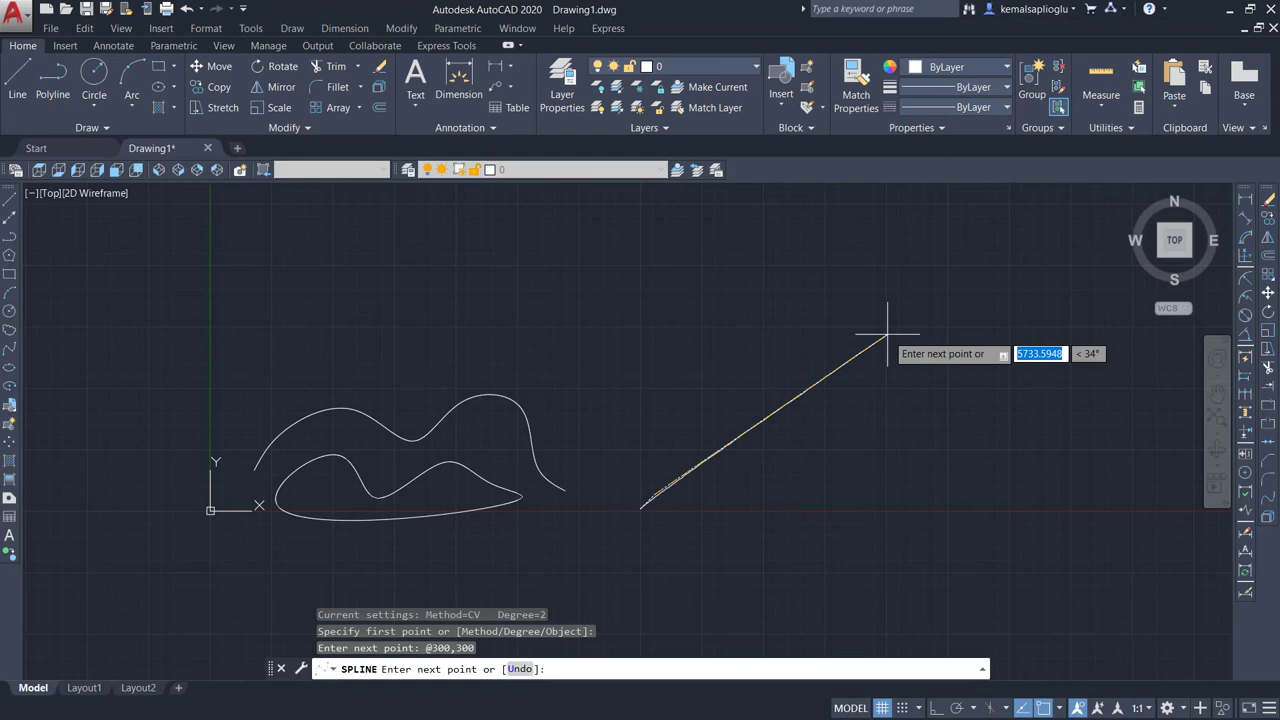 Autodesk AutoCAD 2020 Drawing1.dwg
Type a keyword or phrase
kemalsaplioglu
File Edit View Insert Format Tools Draw Dimension Modify Parametric Window Help Express
Home Insert Annotate Parametric View Manage Output Collaborate Express Tools
Line Polyline Circle Arc
Move Rotate Trim
Copy Mirror Fillet
Stretch Scale Array
Text Dimension Table
Layer Properties
0
Make Current
Match Layer
Insert
Match Properties
ByLayer
ByLayer
ByLayer
Group
Measure
Paste
Base
Draw Modify Annotation Layers Block Properties Groups Utilities Clipboard View
Start Drawing1*
0
[−][Top][2D Wireframe]
N
W TOP E
S
WCS
Enter next point or 5733.5948 < 34°
Y
X
Current settings: Method=CV Degree=2
Specify first point or [Method/Degree/Object]:
Enter next point: @300,300
SPLINE Enter next point or [Undo]:
Model Layout1 Layout2 +
MODEL 1:1